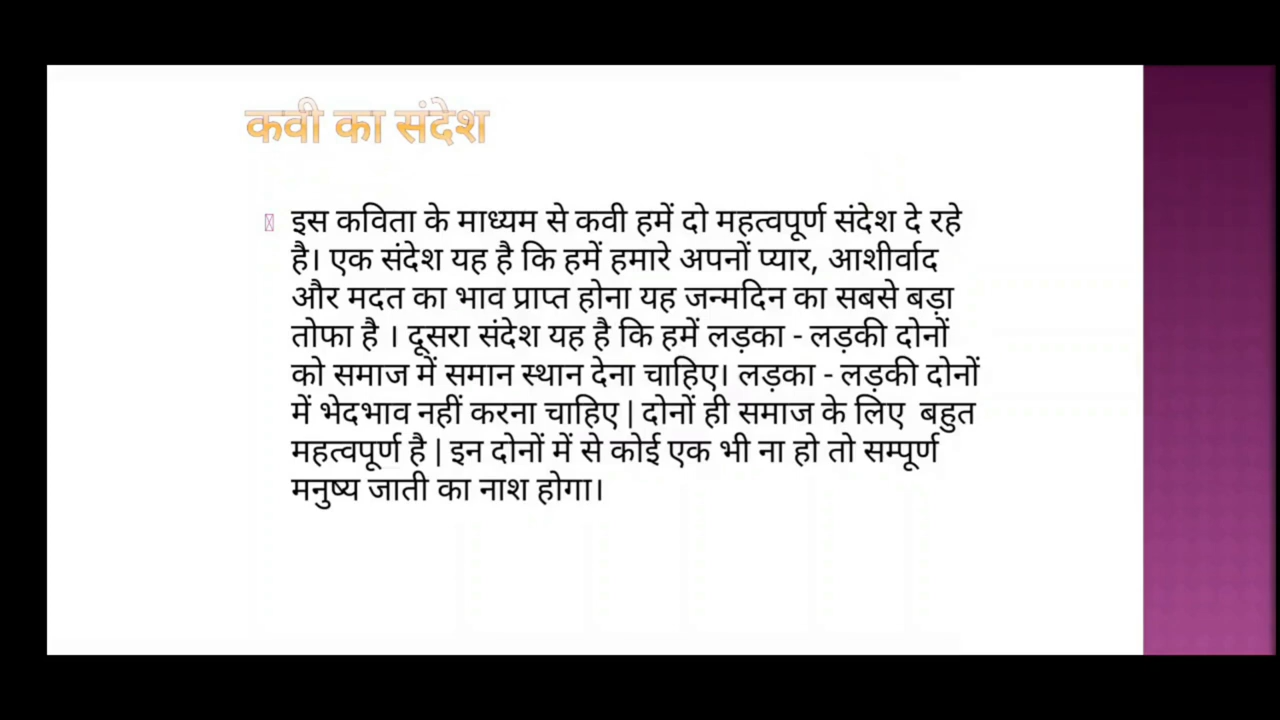 कवी का संदेश
इस कविता के माध्यम से कवी हमें दो महत्वपूर्ण संदेश दे रहे
है। एक संदेश यह है कि हमें हमारे अपनों प्यार, आशीर्वाद
और मदत का भाव प्राप्त होना यह जन्मदिन का सबसे बड़ा
तोफा है । दूसरा संदेश यह है कि हमें लड़का - लड़की दोनों
को समाज में समान स्थान देना चाहिए। लड़का - लड़की दोनों
में भेदभाव नहीं करना चाहिए | दोनों ही समाज के लिए  बहुत
महत्वपूर्ण है | इन दोनों में से कोई एक भी ना हो तो सम्पूर्ण
मनुष्य जाती का नाश होगा।